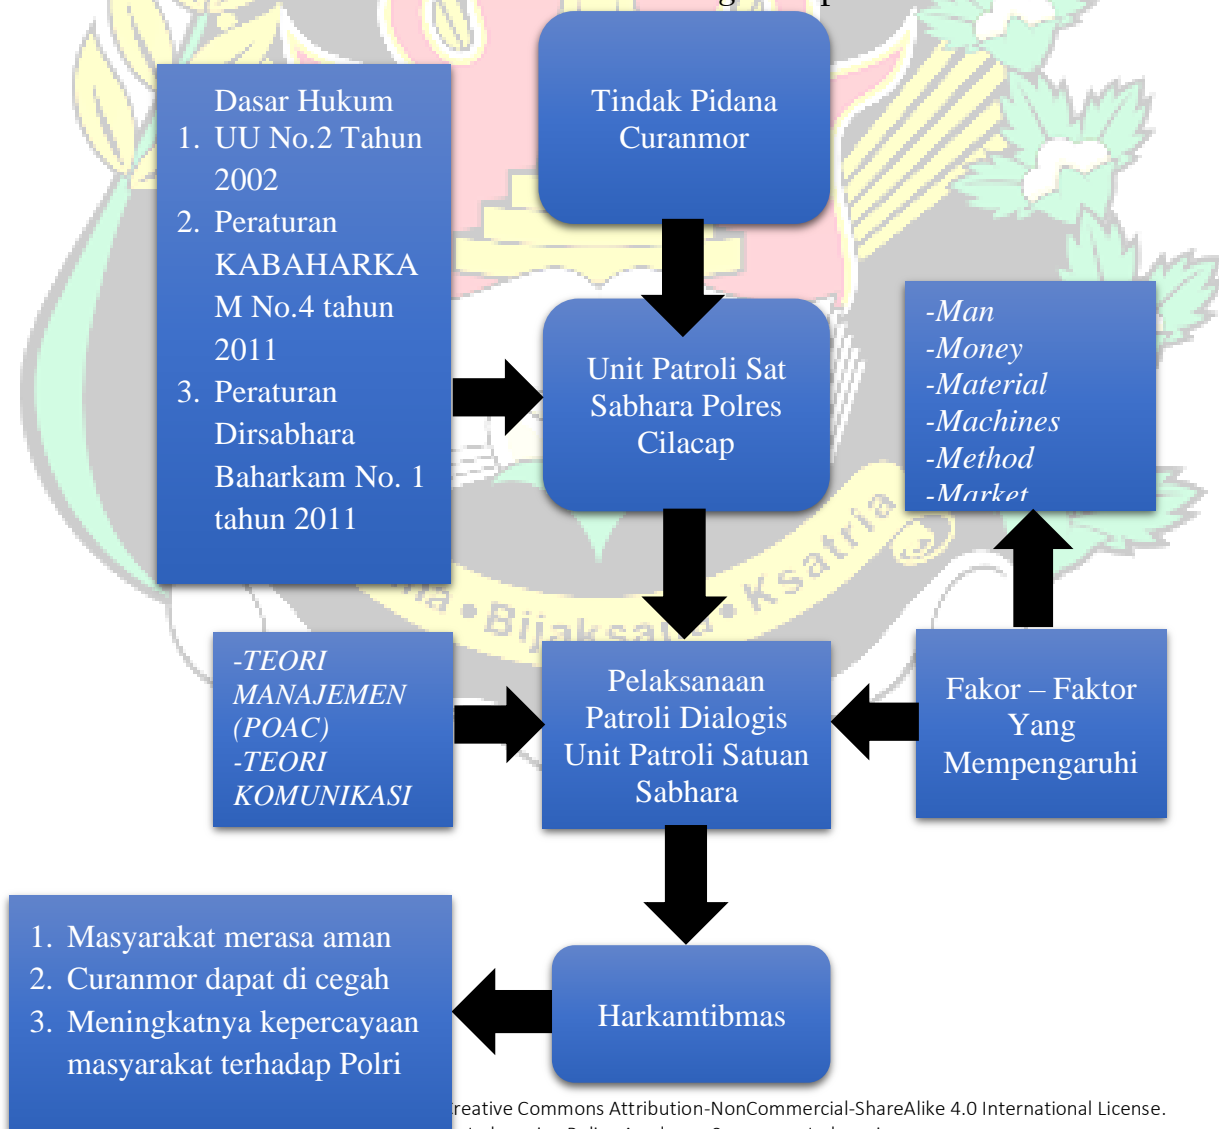 Tindak Pidana
Curanmor
Dasar Hukum
1. UU No.2 Tahun
2002
2. Peraturan
KABAHARKA
M No.4 tahun
2011
3. Peraturan
Dirsabhara
Baharkam No. 1
tahun 2011
Unit Patroli Sat
Sabhara Polres
Cilacap
-Man
-Money
-Material
-Machines
-Method
-Market
• Bijaksana • Ksatria
-TEORI
MANAJEMEN
(POAC)
-TEORI
KOMUNIKASI
Pelaksanaan
Patroli Dialogis
Unit Patroli Satuan
Sabhara
Fakor – Faktor
Yang
Mempengaruhi
1. Masyarakat merasa aman
2. Curanmor dapat di cegah
3. Meningkatnya kepercayaan
masyarakat terhadap Polri
Harkamtibmas
Creative Commons Attribution-NonCommercial-ShareAlike 4.0 International License.